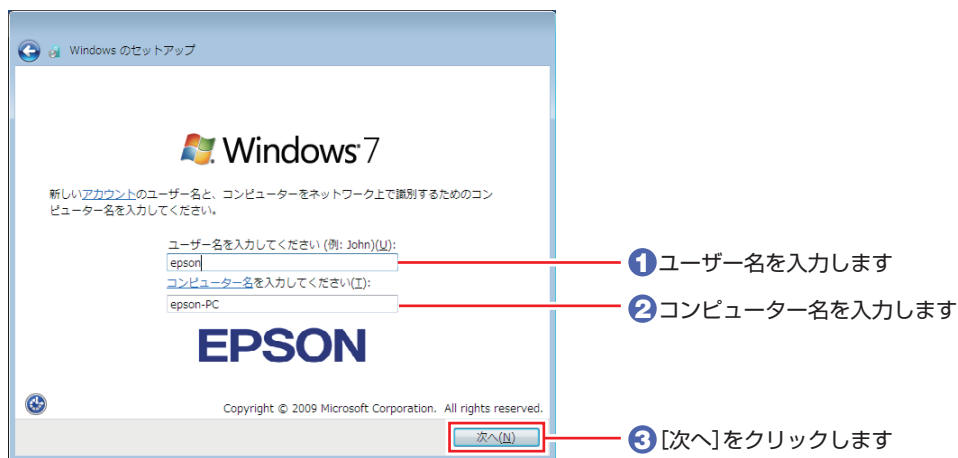 Windows のセットアップ
Windows 7
新しいアカウントのユーザー名と、コンピューターをネットワーク上で識別するためのコン
ピューター名を入力してください。
ユーザー名を入力してください (例: John)(U):
epson
コンピューター名を入力してください(T):
epson-PC
EPSON
Copyright © 2009 Microsoft Corporation. All rights reserved.
次へ(N)
1 ユーザー名を入力します
2 コンピューター名を入力します
3 [次へ]をクリックします